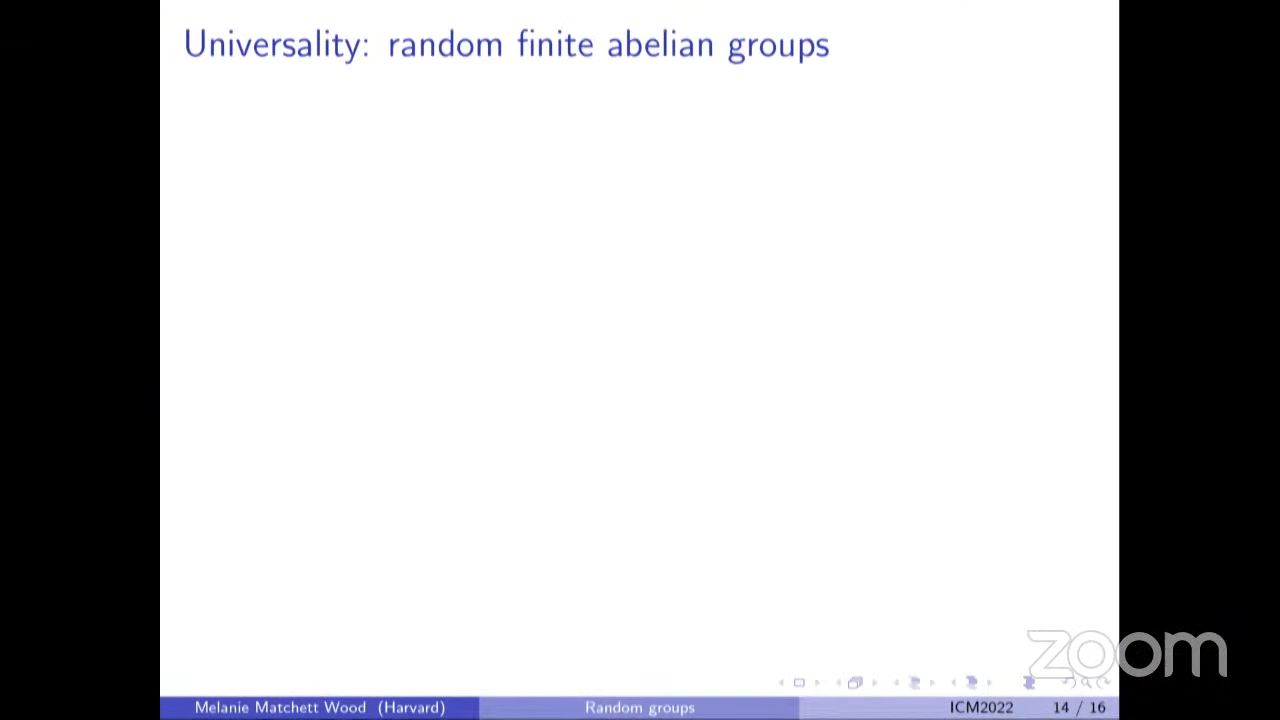 Universality: random finite abelian groups
zoom
Melanie Matchett Wood (Harvard) Random groups ICM2022 14 / 16